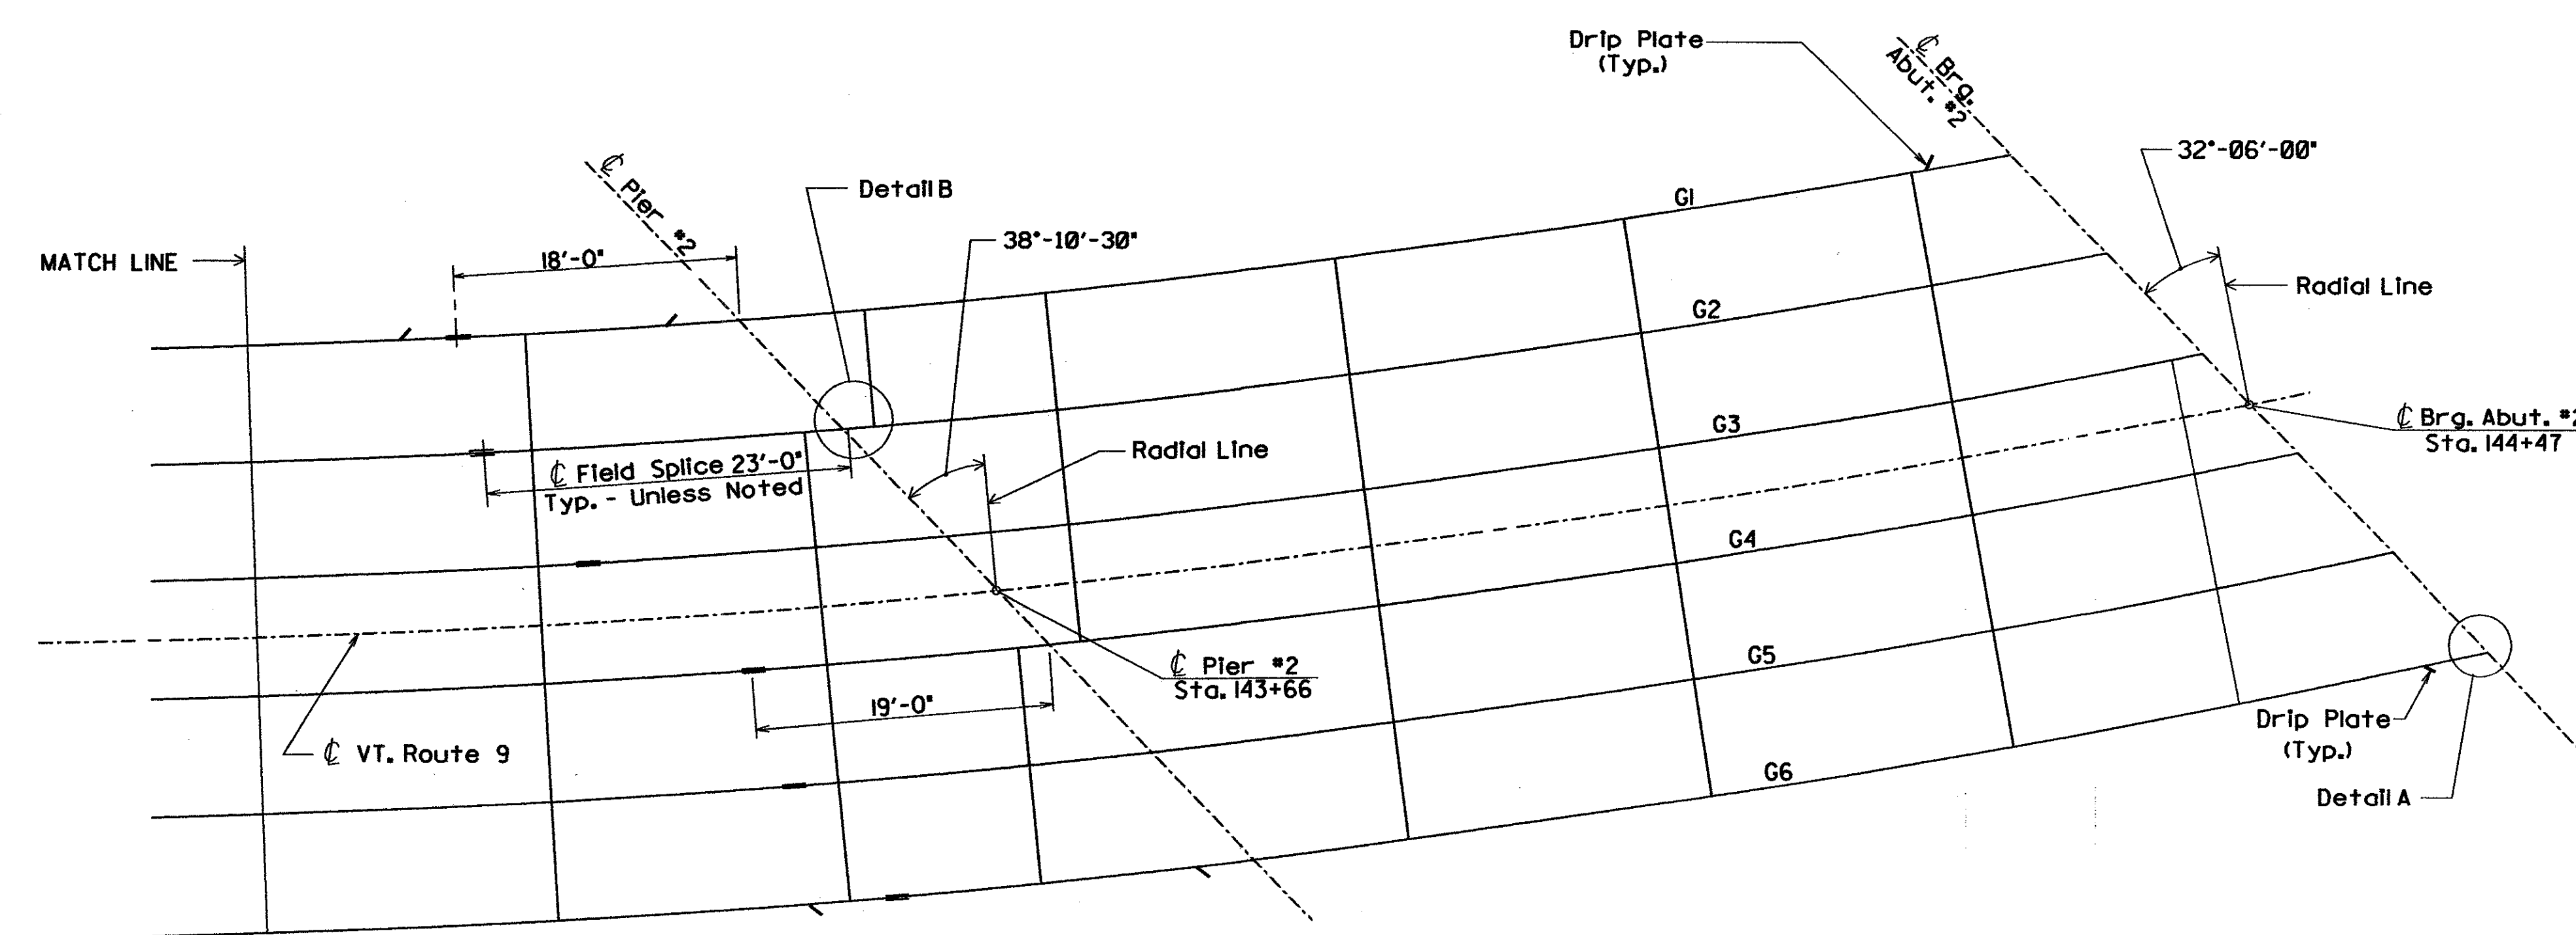 Drip Plate
(Typ.)
℄ Brg.
Abut. #2
32°-06'-00"
℄ Pier #2
Detail B
G1
38°-10'-30"
MATCH LINE
18'-0"
Radial Line
G2
G3
℄ Brg. Abut. #2
Sta. 144+47
Radial Line
℄ Field Splice 23'-0"
Typ. - Unless Noted
G4
G5
℄ Pier #2
Sta. 143+66
19'-0"
Drip Plate
(Typ.)
℄ VT. Route 9
G6
Detail A